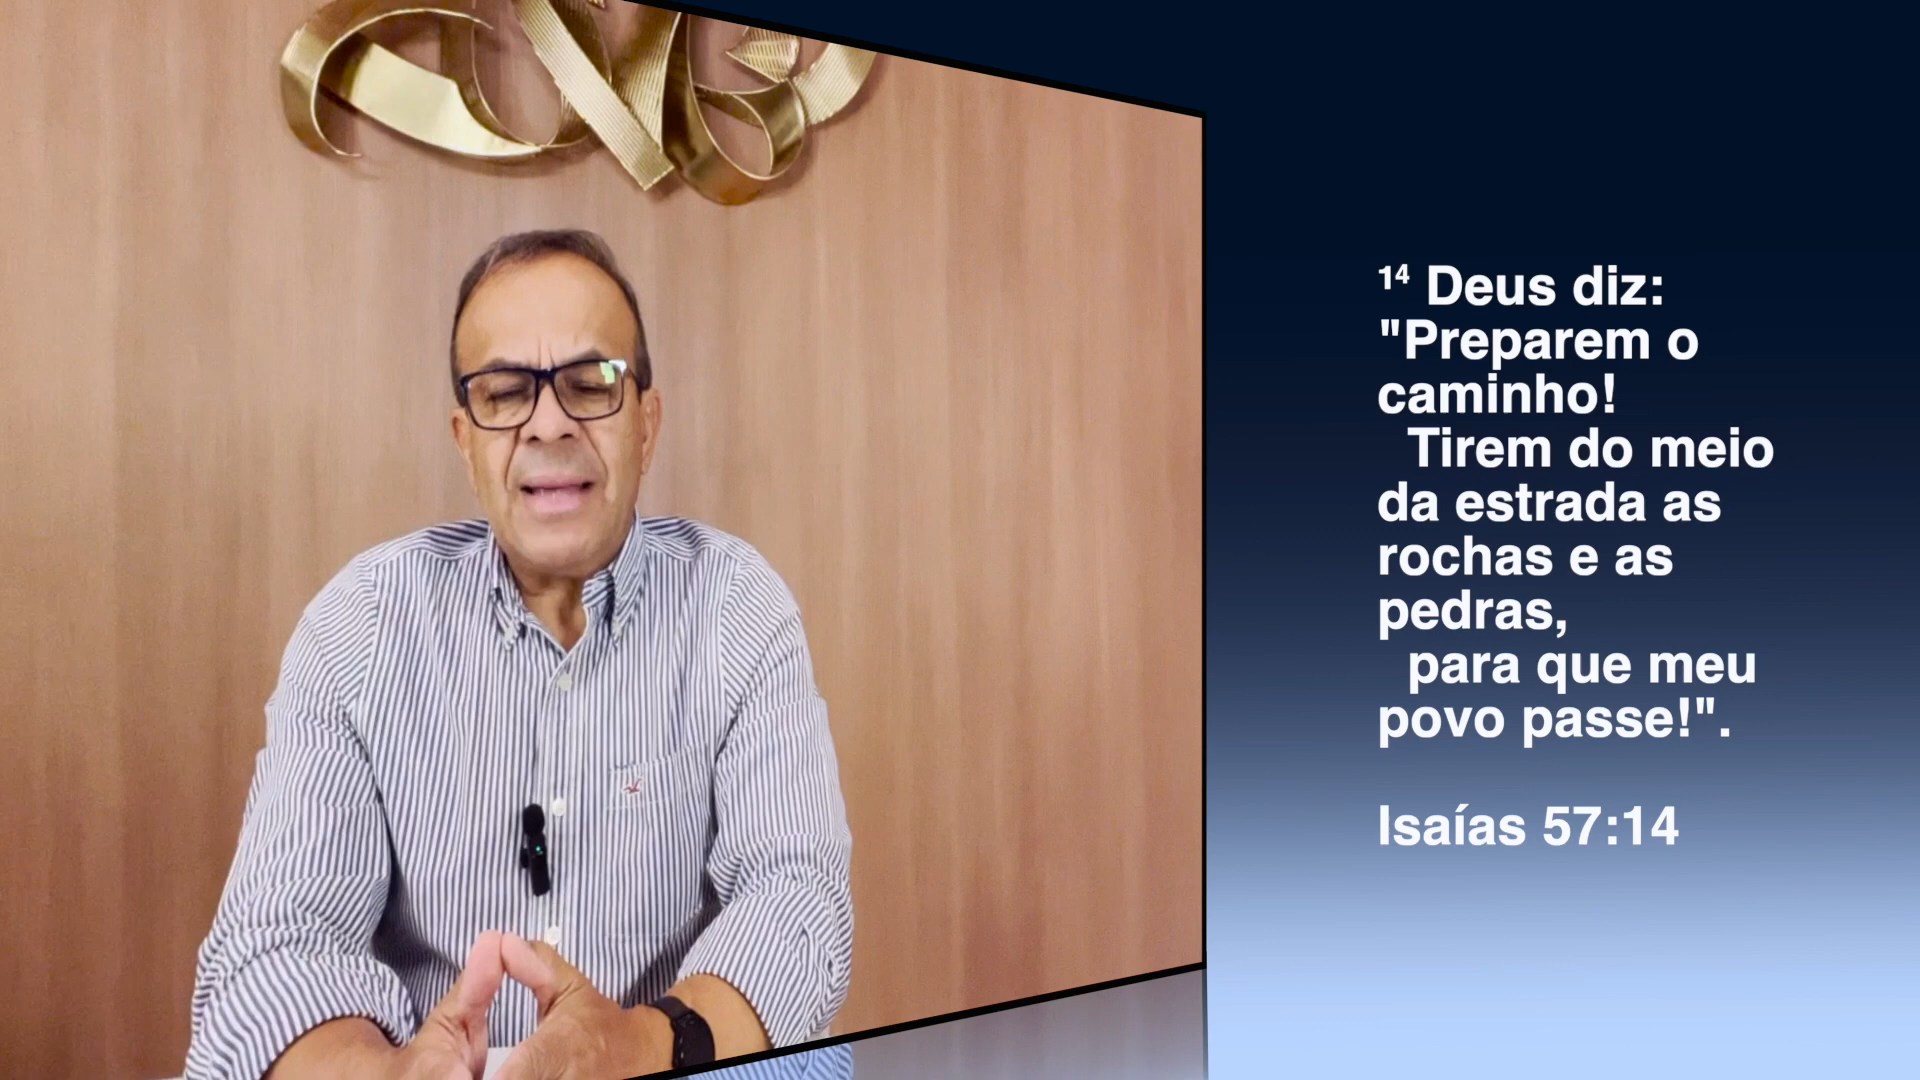 ¹⁴ Deus diz:
"Preparem o
caminho!
Tirem do meio
da estrada as
rochas e as
pedras,
para que meu
povo passe!".
Isaías 57:14